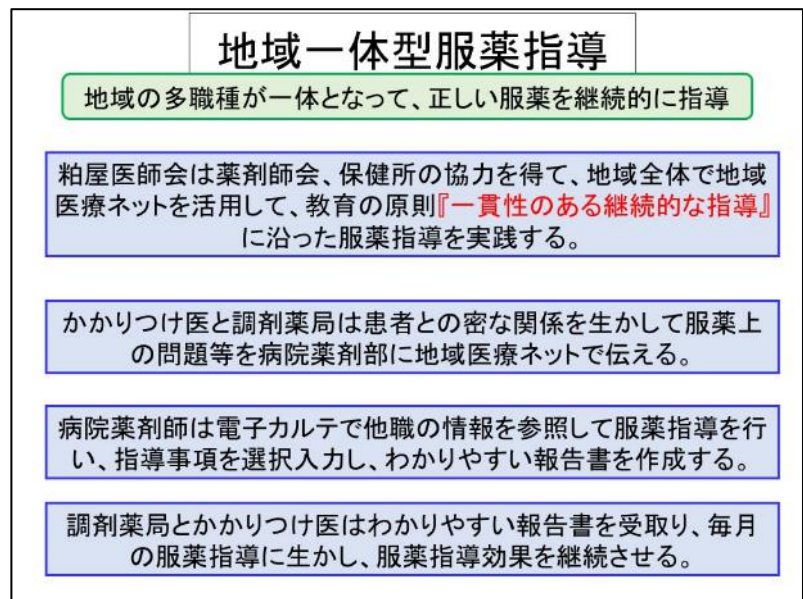 地域一体型服薬指導
地域の多職種が一体となって、正しい服薬を継続的に指導
粕屋医師会は薬剤師会、保健所の協力を得て、地域全体で地域
医療ネットを活用して、教育の原則『一貫性のある継続的な指導』
に沿った服薬指導を実践する。
かかりつけ医と調剤薬局は患者との密な関係を生かして服薬上
の問題等を病院薬剤部に地域医療ネットで伝える。
病院薬剤師は電子カルテで他職の情報を参照して服薬指導を行
い、指導事項を選択入力し、わかりやすい報告書を作成する。
調剤薬局とかかりつけ医はわかりやすい報告書を受取り、毎月
の服薬指導に生かし、服薬指導効果を継続させる。